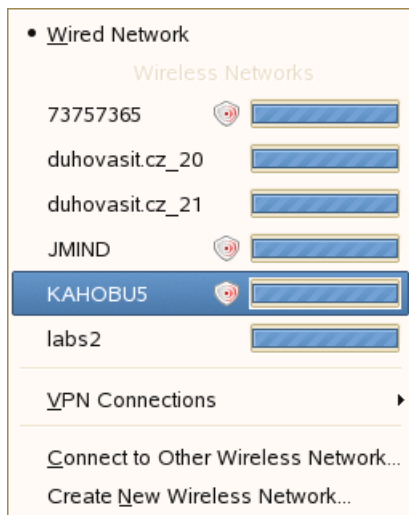 Wired Network
Wireless Networks
73757365
duhovasit.cz_20
duhovasit.cz_21
JMIND
KAHOBU5
labs2
VPN Connections
Connect to Other Wireless Network...
Create New Wireless Network...